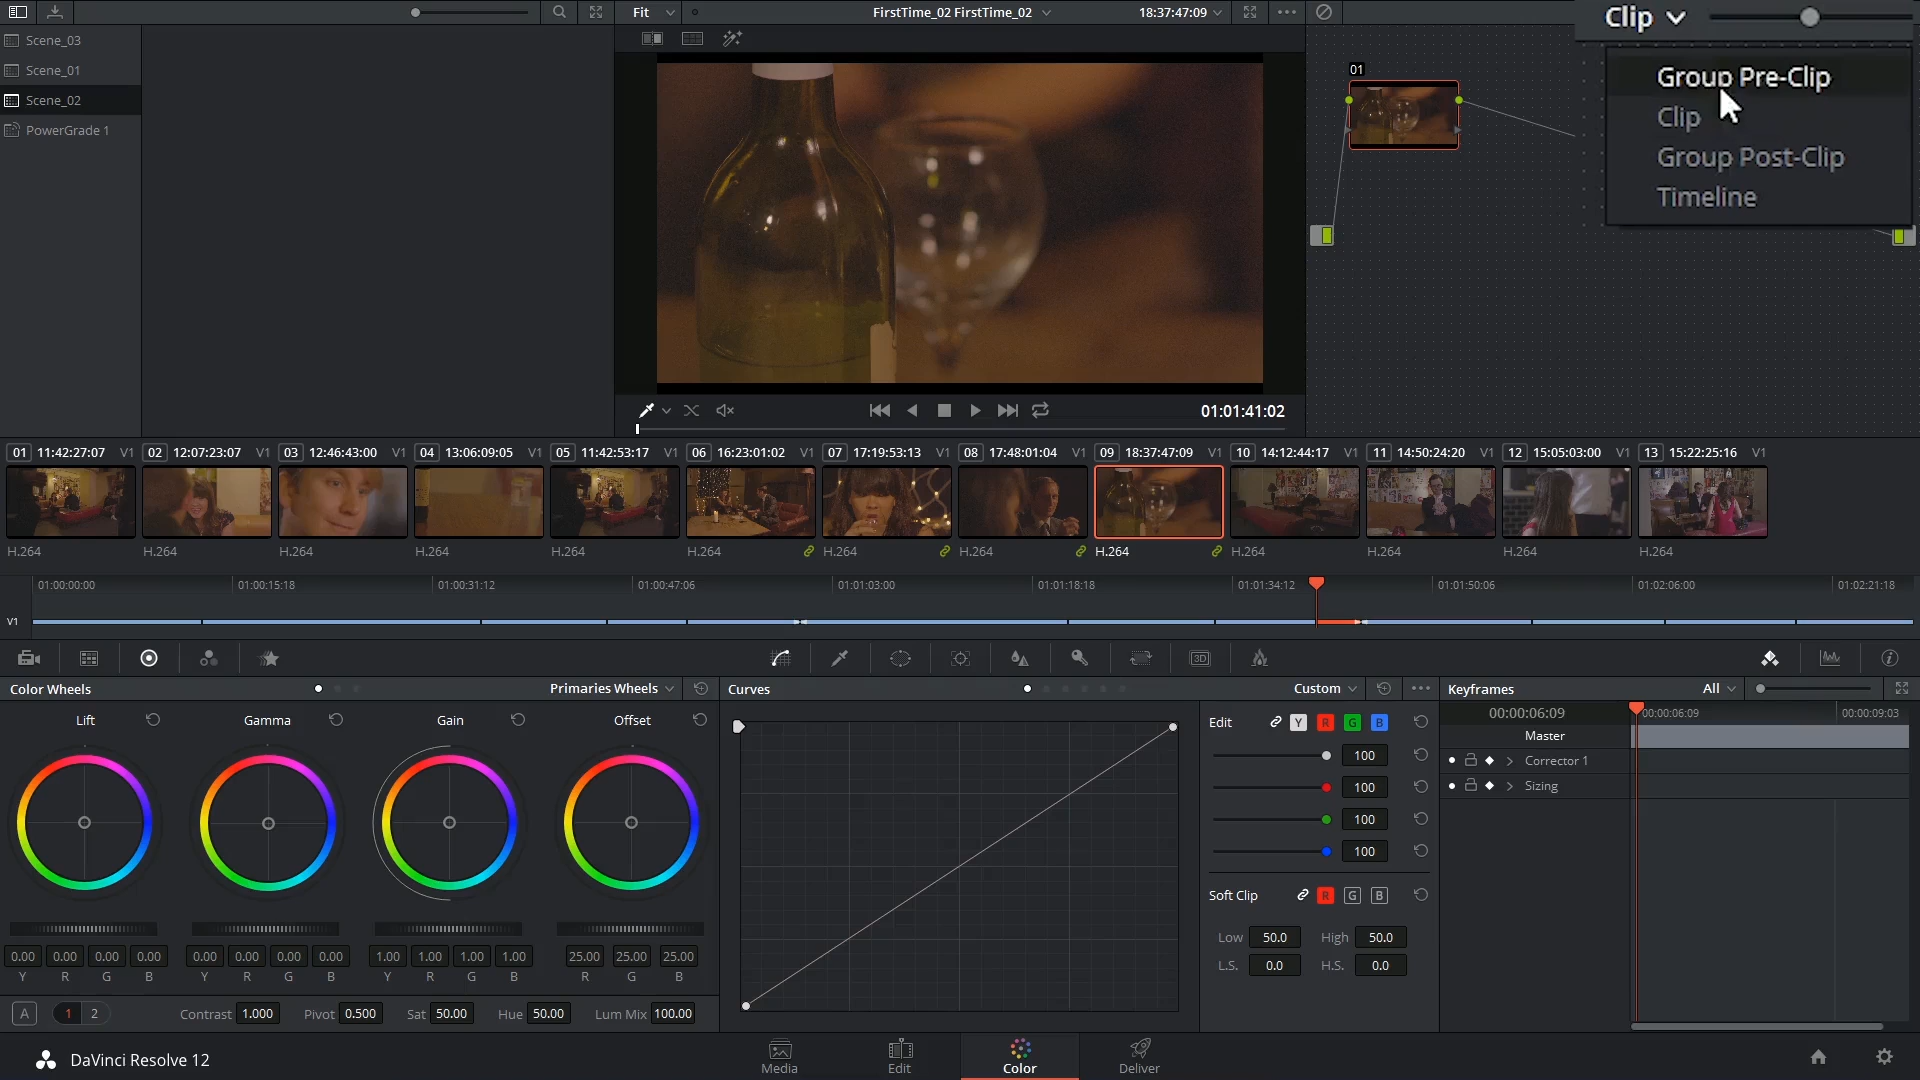 Fit
FirstTime_02 FirstTime_02
18:37:47:09
Clip
Scene_03
Scene_01
Scene_02
PowerGrade 1
01
Group Pre-Clip
Clip
Group Post-Clip
Timeline
01:01:41:02
01 11:42:27:07 V1
02 12:07:23:07 V1
03 12:46:43:00 V1
04 13:06:09:05 V1
05 11:42:53:17 V1
06 16:23:01:02 V1
07 17:19:53:13 V1
08 17:48:01:04 V1
09 18:37:47:09 V1
10 14:12:44:17 V1
11 14:50:24:20 V1
12 15:05:03:00 V1
13 15:22:25:16 V1
H.264 H.264 H.264 H.264 H.264 H.264 H.264 H.264 H.264 H.264 H.264 H.264 H.264
01:00:00:00 01:00:15:18 01:00:31:12 01:00:47:06 01:01:03:00 01:01:18:18 01:01:34:12 01:01:50:06 01:02:06:00 01:02:21:18
V1
3D
Color Wheels
Primaries Wheels
Lift Gamma Gain Offset
0.00 0.00 0.00 0.00 0.00 0.00 0.00 0.00 1.00 1.00 1.00 1.00 25.00 25.00 25.00
Y R G B Y R G B Y R G B R G B
A 1 2 Contrast 1.000 Pivot 0.500 Sat 50.00 Hue 50.00 Lum Mix 100.00
Curves
Custom
Edit Y R G B
100
100
100
100
Soft Clip R G B
Low 50.0 High 50.0
L.S. 0.0 H.S. 0.0
Keyframes
All
00:00:06:09 00:00:06:09 00:00:09:03
Master
Corrector 1
Sizing
DaVinci Resolve 12
Media Edit Color Deliver